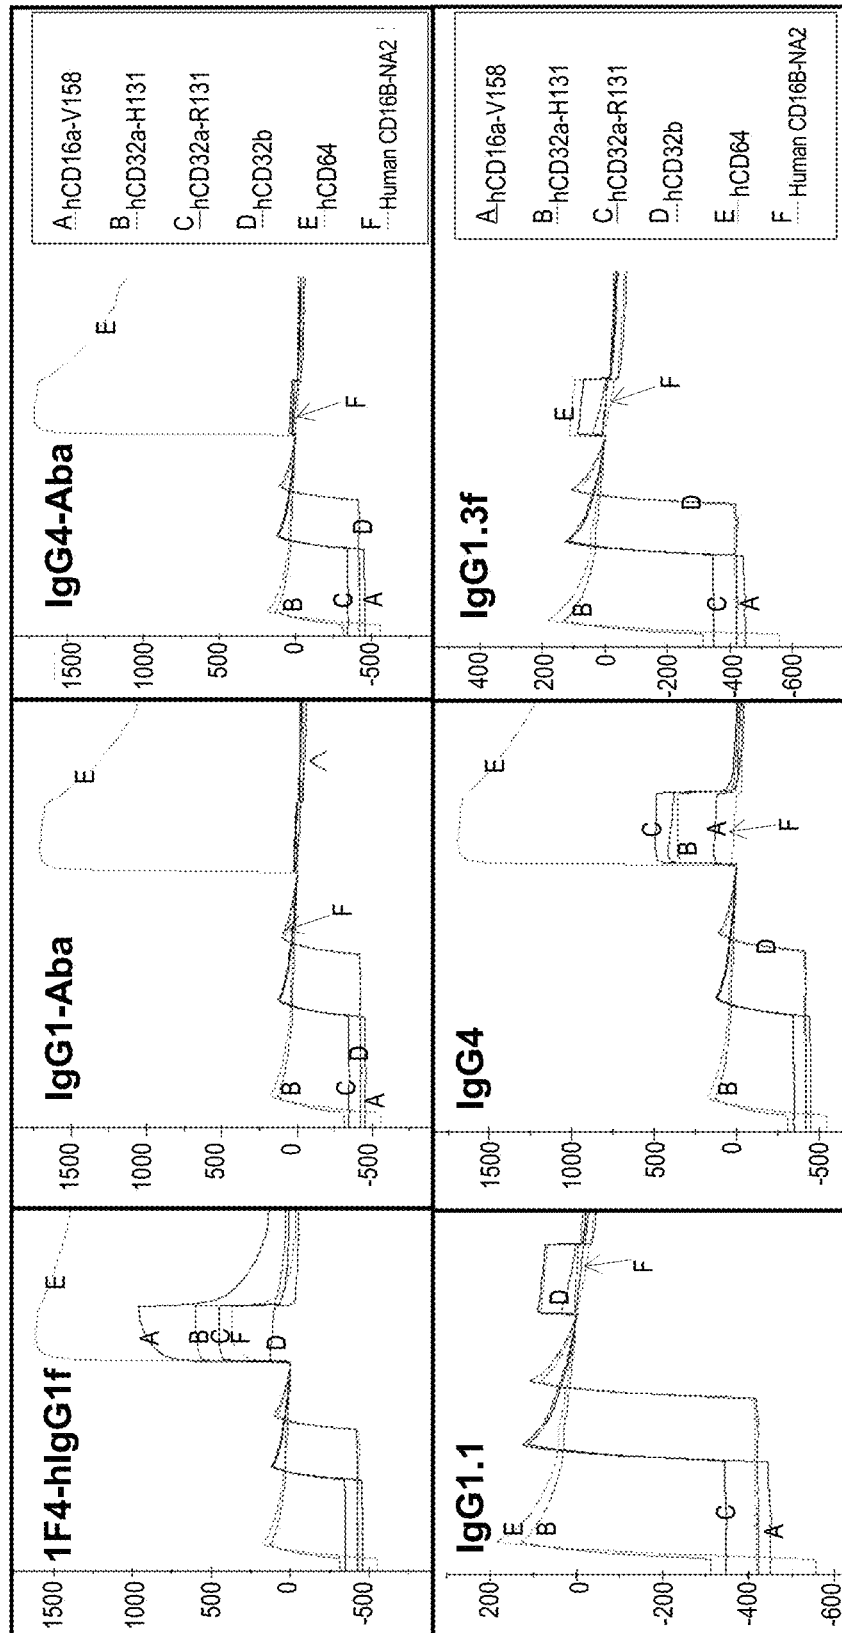 1F4-hIgG1f
1500
1000
500
0
-500
E
A
B
C
F
D
IgG1-Aba
1500
1000
500
0
-500
E
B
F
C
D
A
IgG4-Aba
1500
1000
500
0
-500
E
F
B
D
C
A
A hCD16a-V158
B hCD32a-H131
C hCD32a-R131
D hCD32b
E hCD64
F Human CD16B-NA2
IgG1.1
200
0
-200
-400
-600
E
B
D
F
C
A
IgG4
1500
1000
500
0
-500
E
C
B
A
F
B
D
IgG1.3f
400
200
0
-200
-400
-600
E
F
B
D
C
A
A hCD16a-V158
B hCD32a-H131
C hCD32a-R131
D hCD32b
E hCD64
F Human CD16B-NA2